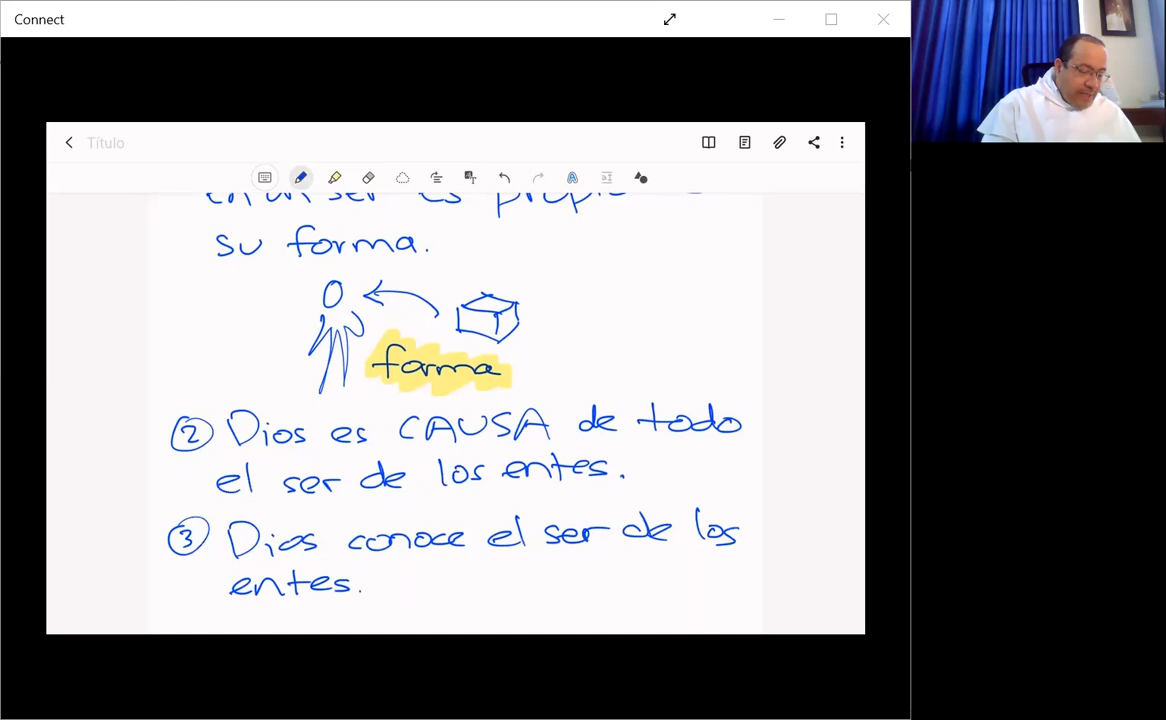 Connect
Título
su forma.
forma
② Dios es CAUSA de todo
el ser de los entes.
③ Dios conoce el ser de los
entes.